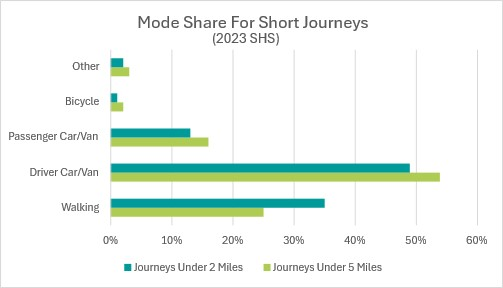 Mode Share For Short Journeys
(2023 SHS)
Other
Bicycle
Passenger Car/Van
Driver Car/Van
Walking
0% 10% 20% 30% 40% 50% 60%
Journeys Under 2 Miles Journeys Under 5 Miles